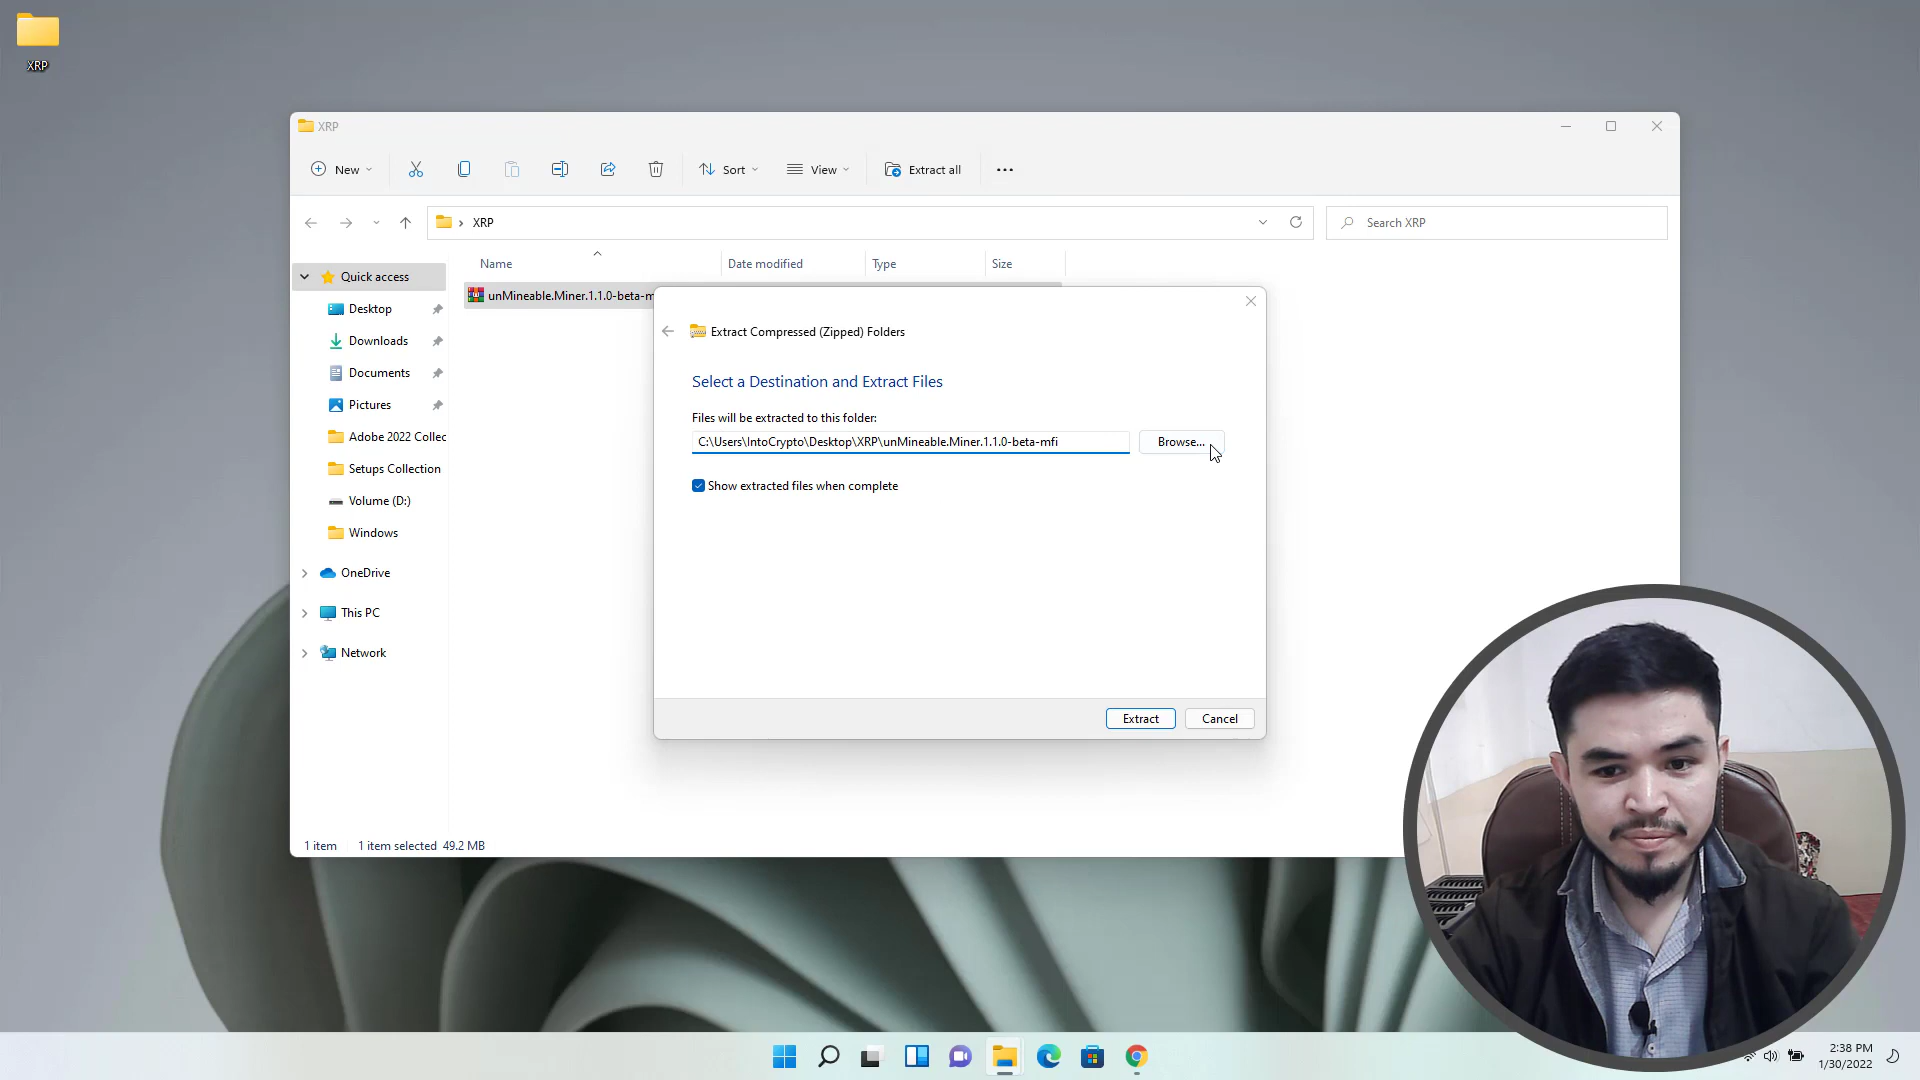 XRP
XRP
New
Sort
View
Extract all
XRP
Search XRP
Name
Date modified
Type
Size
Quick access
Desktop
Downloads
Documents
Pictures
Adobe 2022 Collec
Setups Collection
Volume (D:)
Windows
OneDrive
This PC
Network
unMineable.Miner.1.1.0-beta-m
Extract Compressed (Zipped) Folders
Select a Destination and Extract Files
Files will be extracted to this folder:
C:\Users\IntoCrypto\Desktop\XRP\unMineable.Miner.1.1.0-beta-mfi
Browse...
Show extracted files when complete
Extract
Cancel
1 item
1 item selected 49.2 MB
2:38 PM
1/30/2022